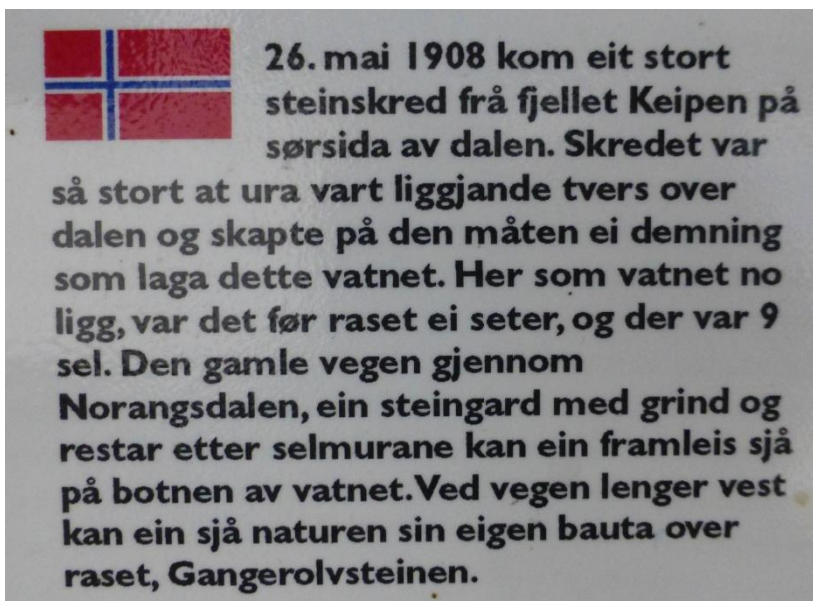 26. mai 1908 kom eit stort
steinskred frå fjellet Keipen på
sørsida av dalen. Skredet var
så stort at ura vart liggjande tvers over
dalen og skapte på den måten ei demning
som laga dette vatnet. Her som vatnet no
ligg, var det før raset ei seter, og der var 9
sel. Den gamle vegen gjennom
Norangsdalen, ein steingard med grind og
restar etter selmurane kan ein framleis sjå
på botnen av vatnet. Ved vegen lenger vest
kan ein sjå naturen sin eigen bauta over
raset, Gangerolvsteinen.